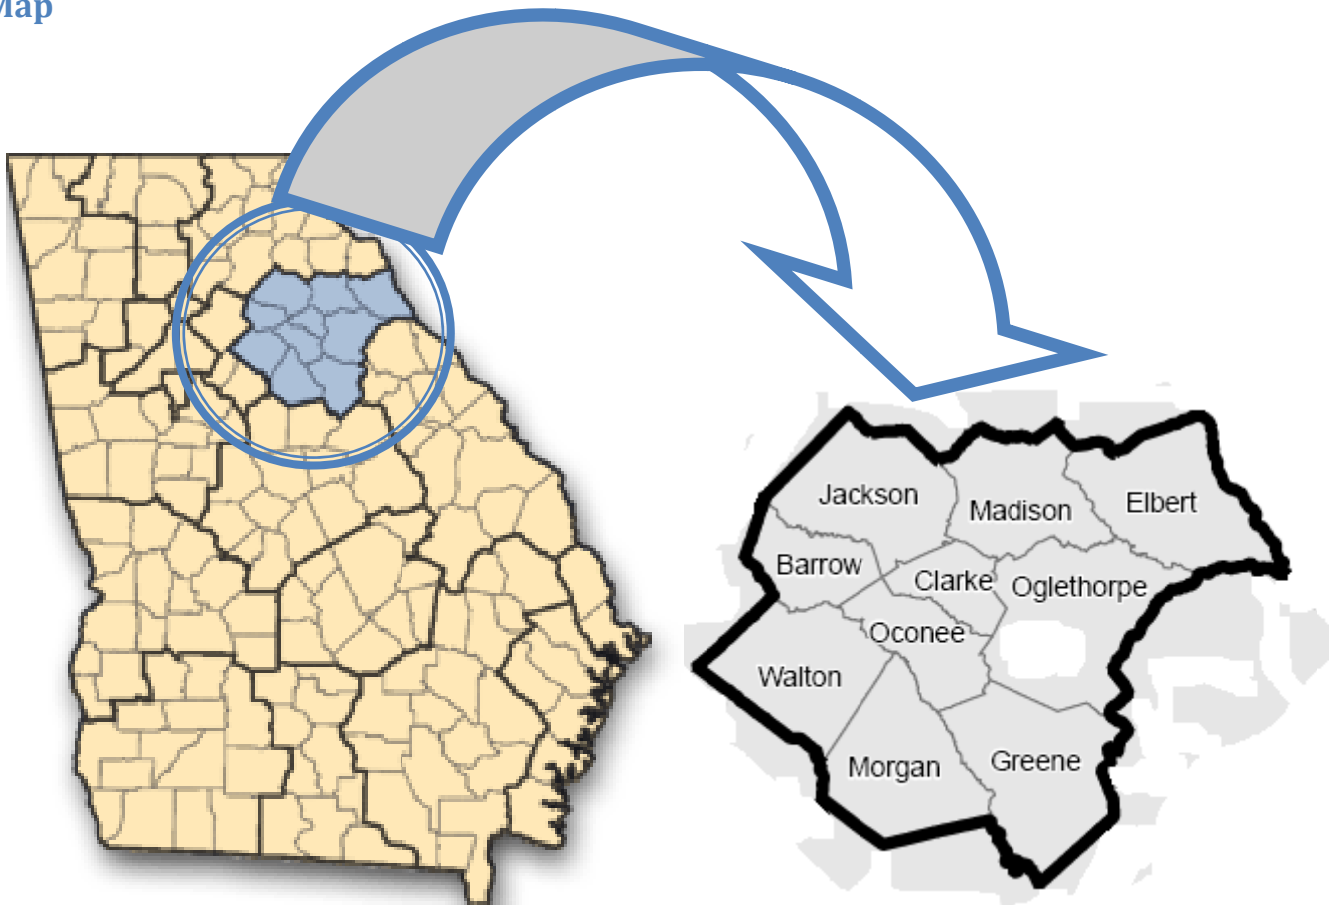 Map
Jackson
Madison
Elbert
Barrow
Clarke
Oglethorpe
Oconee
Walton
Morgan
Greene